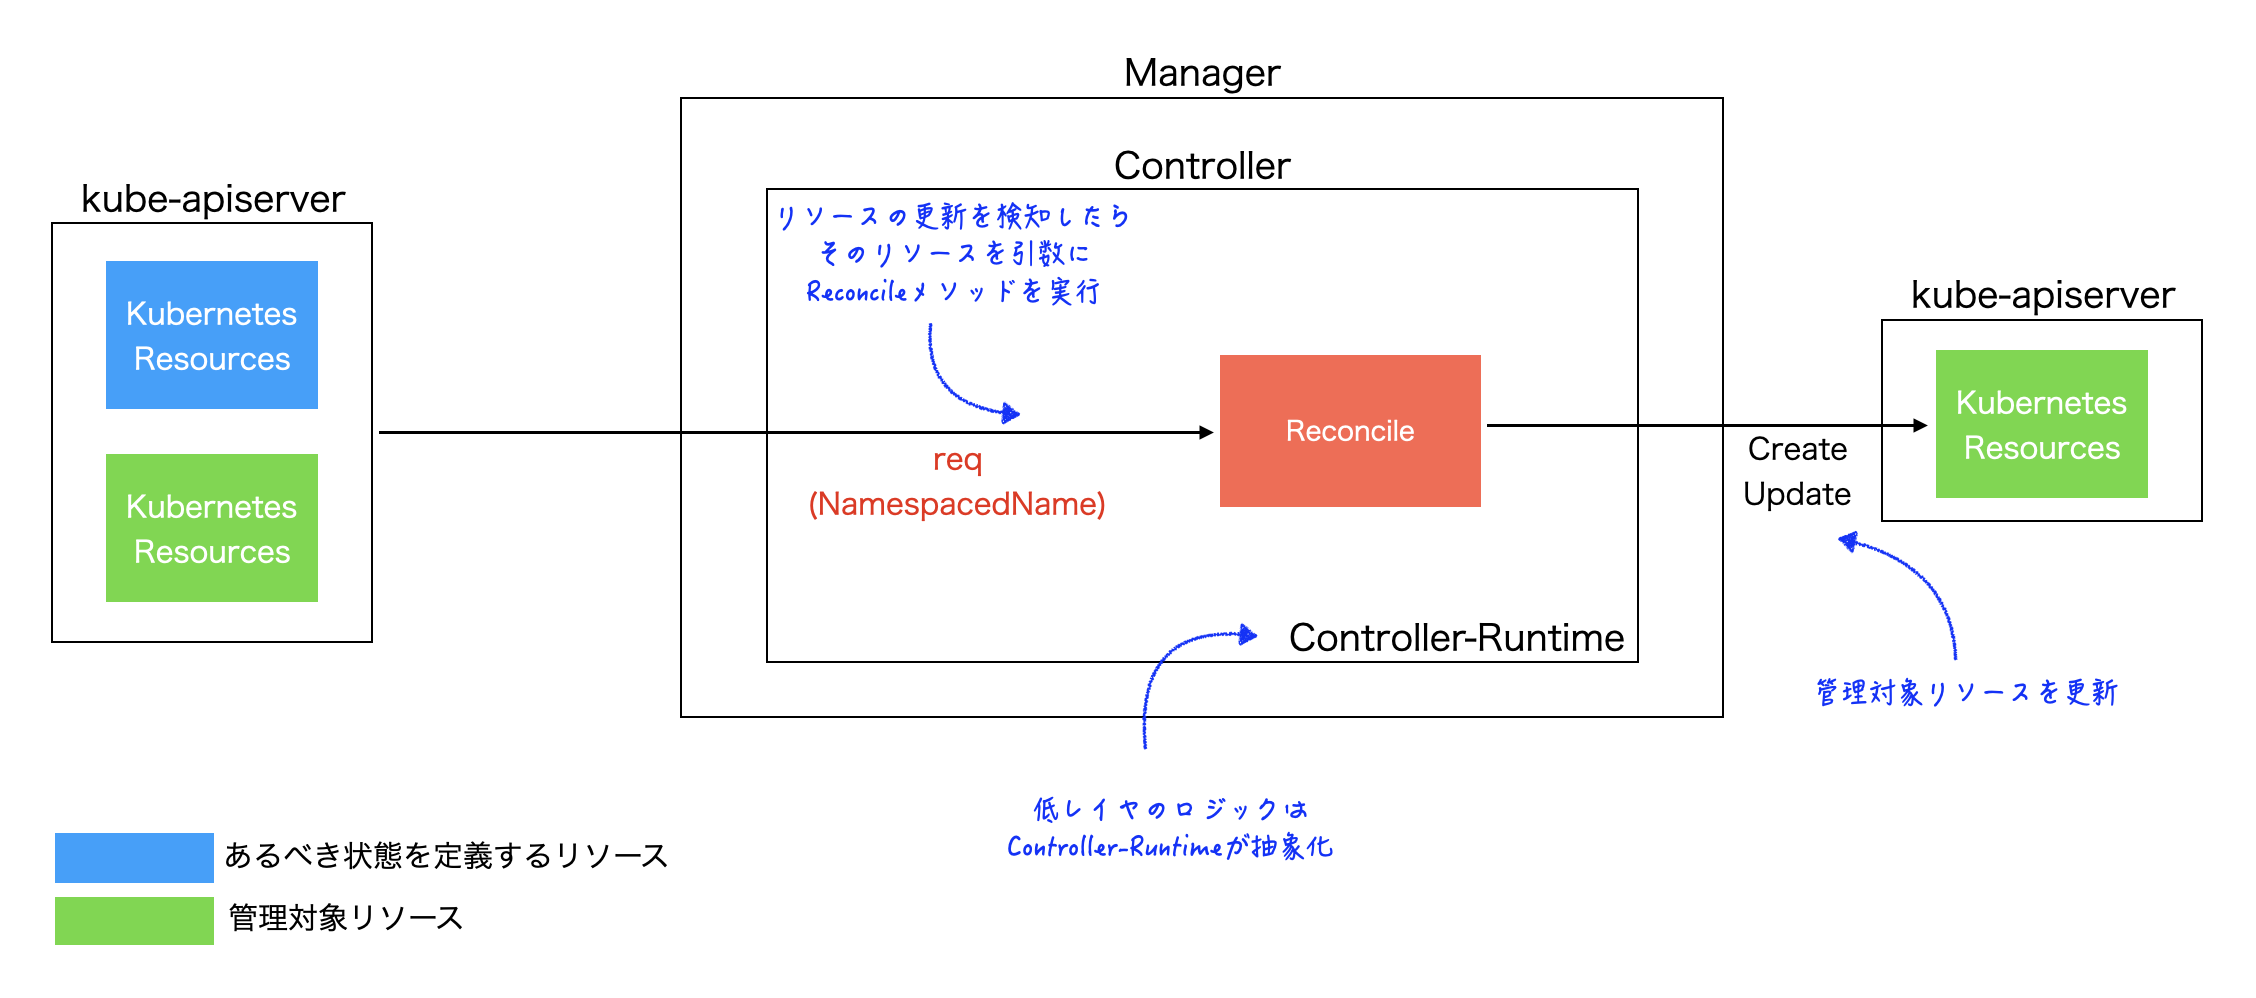 Manager
Controller
kube-apiserver
Kubernetes
Resources
Kubernetes
Resources
リソースの更新を検知したら
そのリソースを引数に
Reconcileメソッドを実行
req
(NamespacedName)
Reconcile
Controller-Runtime
Create
Update
kube-apiserver
Kubernetes
Resources
管理対象リソースを更新
低レイヤのロジックは
Controller-Runtimeが抽象化
あるべき状態を定義するリソース
管理対象リソース